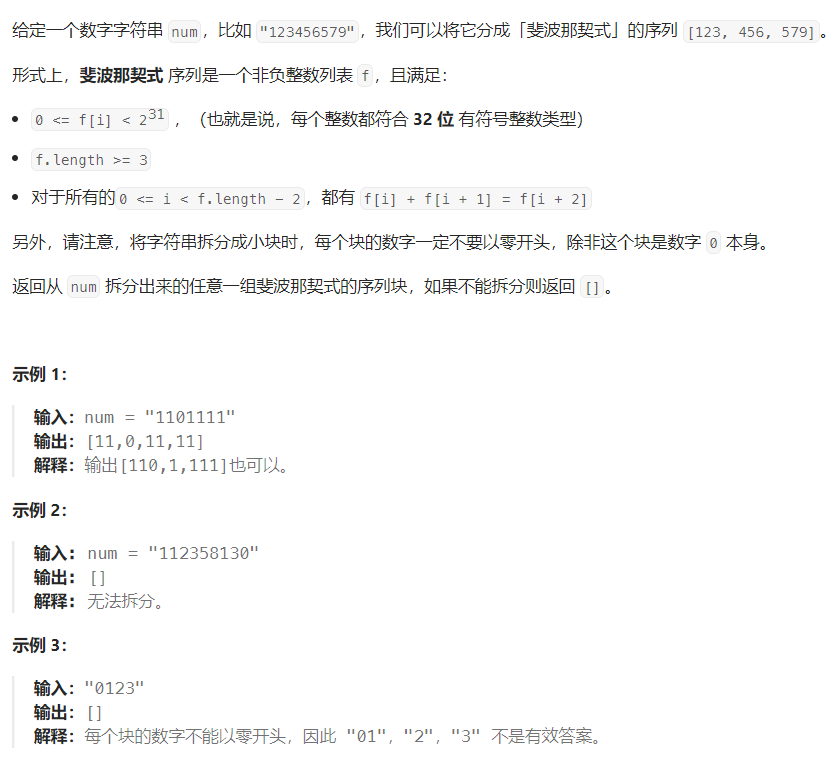 给定一个数字字符串 num，比如 "123456579"，我们可以将它分成「斐波那契式」的序列 [123, 456, 579]。
形式上，斐波那契式 序列是一个非负整数列表 f，且满足：
0 <= f[i] < 2^31 ，（也就是说，每个整数都符合 32 位 有符号整数类型）
f.length >= 3
对于所有的0 <= i < f.length - 2，都有 f[i] + f[i + 1] = f[i + 2]
另外，请注意，将字符串拆分成小块时，每个块的数字一定不要以零开头，除非这个块是数字 0 本身。
返回从 num 拆分出来的任意一组斐波那契式的序列块，如果不能拆分则返回 []。
示例 1：
输入：num = "1101111"
输出：[11,0,11,11]
解释：输出[110,1,111]也可以。
示例 2：
输入：num = "112358130"
输出：[]
解释：无法拆分。
示例 3：
输入："0123"
输出：[]
解释：每个块的数字不能以零开头，因此 "01"，"2"，"3" 不是有效答案。